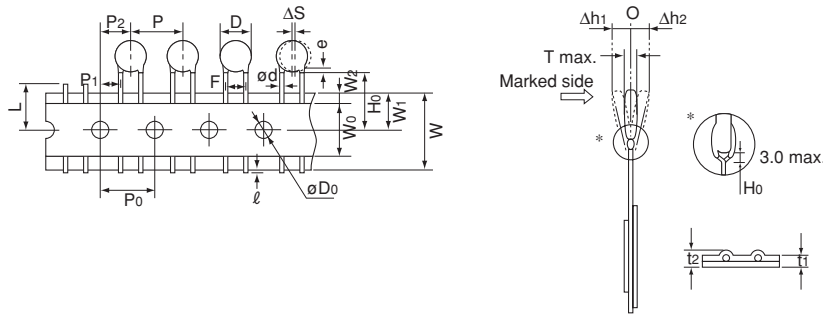 P2 P D ΔS
e
P1 F ød W2 H0 W1
L W0 W
P0 ℓ øD0
Δh1 O Δh2
T max.
Marked side
* *
3.0 max.
H0
t2 t1